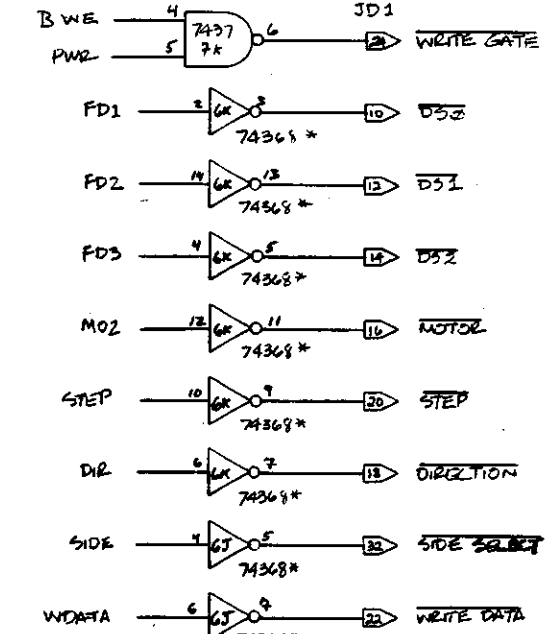 JD1
B WE 4 7437 7K 6 24 WRITE GATE
PWR 5
FD1 2 6K 3 10 DS0
74368*
FD2 14 6K 13 12 DS1
74368*
FD3 4 6K 5 14 DS2
74368*
MO2 12 6K 11 16 MOTOR
74368*
STEP 10 6K 9 20 STEP
74368*
DIR 6 6K 7 18 DIRECTION
74368*
SIDE 4 6J 5 32 SIDE SELECT
74368*
WDATA 6 6J 7 22 WRITE DATA